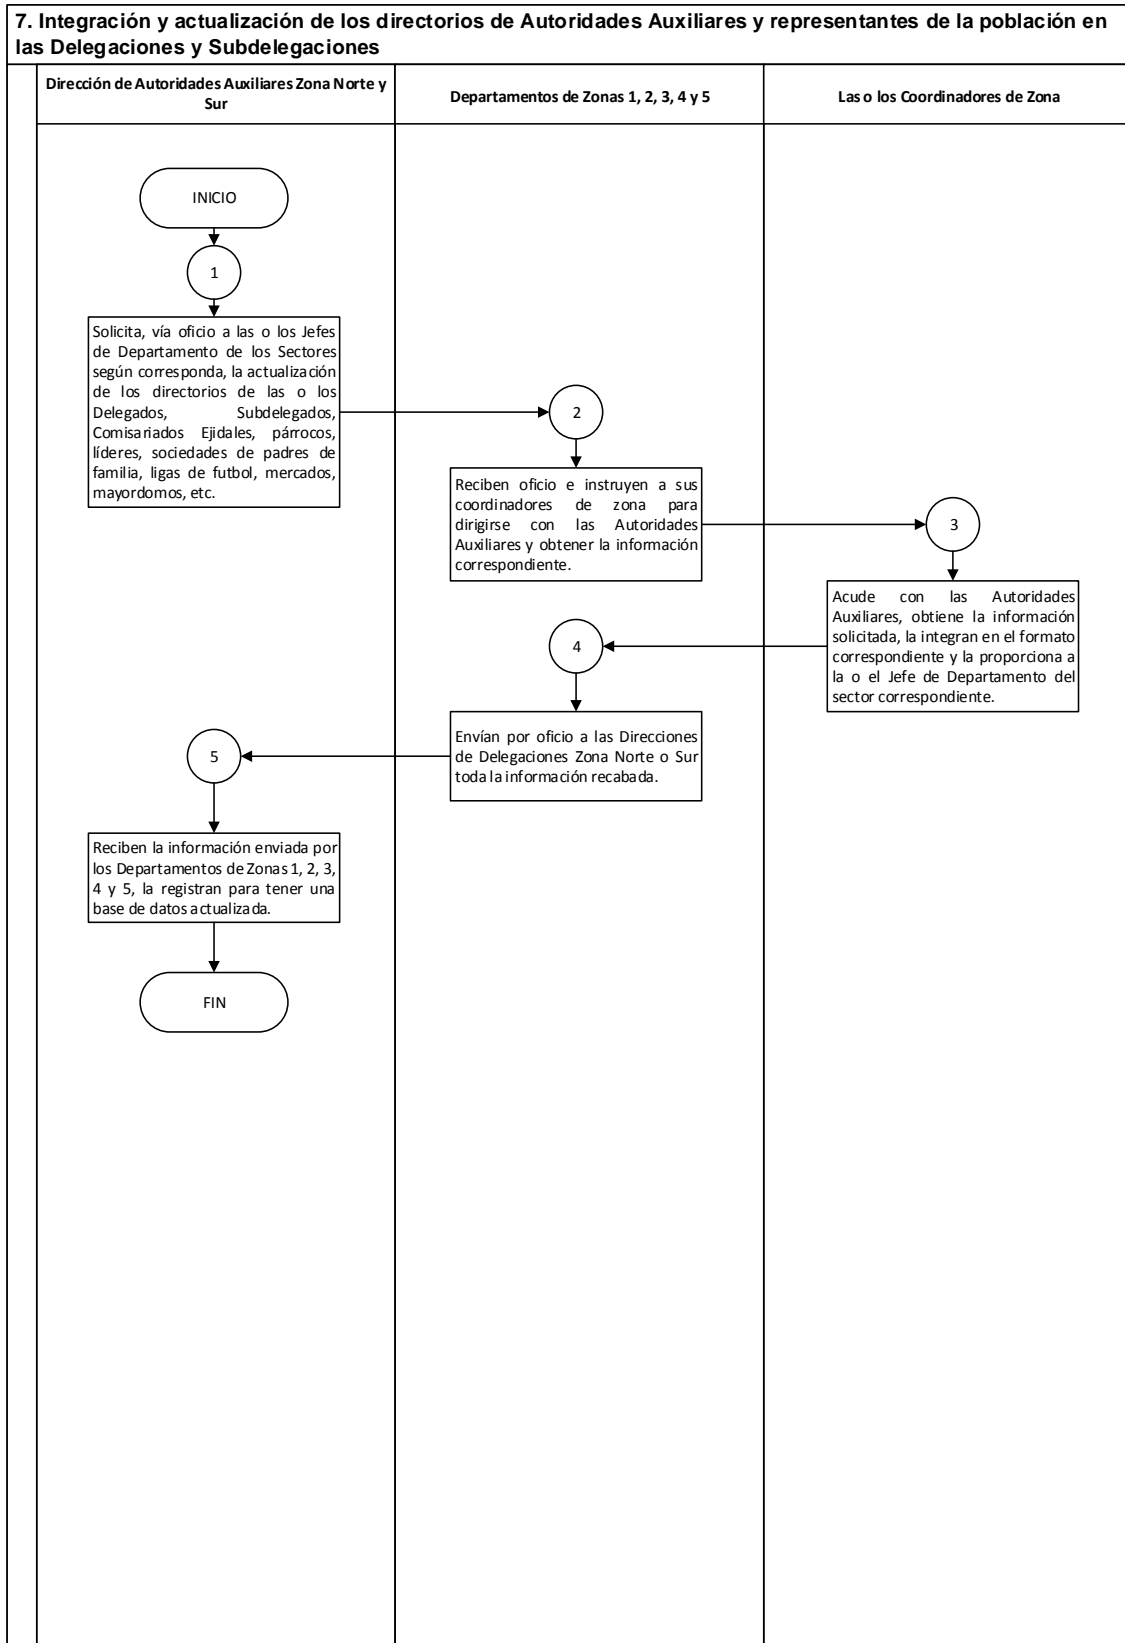 7. Integración y actualización de los directorios de Autoridades Auxiliares y representantes de la población en
las Delegaciones y Subdelegaciones
Dirección de Autoridades Auxiliares Zona Norte y
Sur
Departamentos de Zonas 1, 2, 3, 4 y 5
Las o los Coordinadores de Zona
INICIO
1
Solicita, vía oficio a las o los Jefes
de Departamento de los Sectores
según corresponda, la actualización
de los directorios de las o los
Delegados, Subdelegados,
Comisariados Ejidales, párrocos,
líderes, sociedades de padres de
familia, ligas de futbol, mercados,
mayordomos, etc.
2
Reciben oficio e instruyen a sus
coordinadores de zona para
dirigirse con las Autoridades
Auxiliares y obtener la información
correspondiente.
3
Acude con las Autoridades
Auxiliares, obtiene la información
solicitada, la integran en el formato
correspondiente y la proporciona a
la o el Jefe de Departamento del
sector correspondiente.
4
Envían por oficio a las Direcciones
de Delegaciones Zona Norte o Sur
toda la información recabada.
5
Reciben la información enviada por
los Departamentos de Zonas 1, 2, 3,
4 y 5, la registran para tener una
base de datos actualizada.
FIN